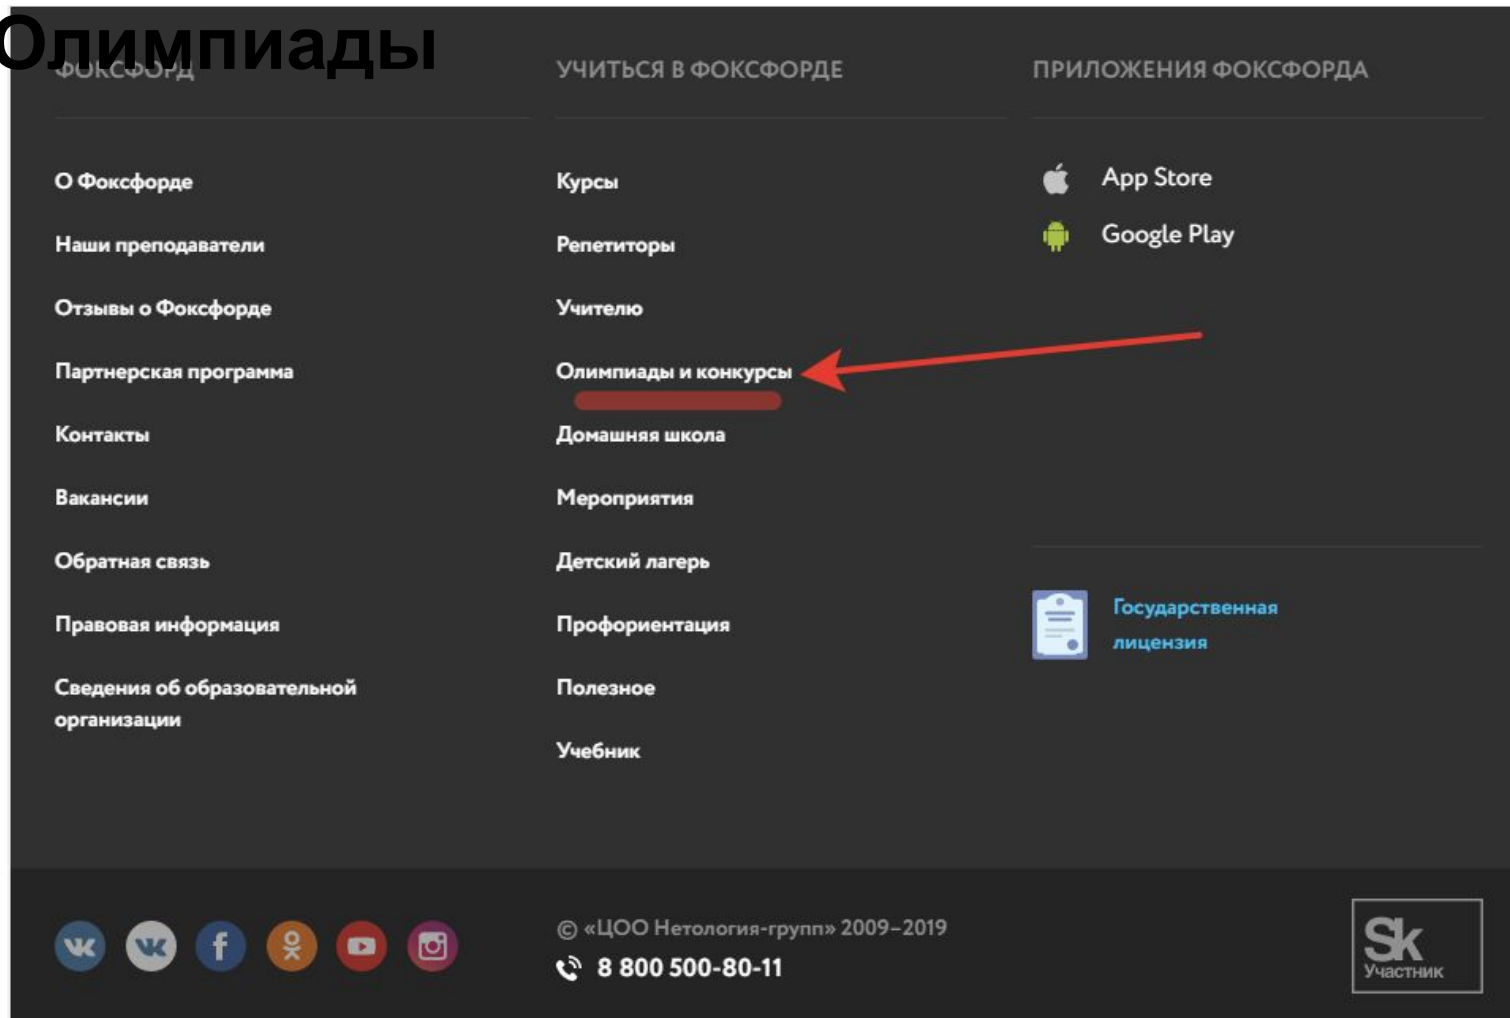 Олимпиады
ФОКСФОРД
О Фоксфорде
Наши преподаватели
Отзывы о Фоксфорде
Партнерская программа
Контакты
Вакансии
Обратная связь
Правовая информация
Сведения об образовательной
организации
УЧИТЬСЯ В ФОКСФОРДЕ
Курсы
Репетиторы
Учителю
Олимпиады и конкурсы
Домашняя школа
Мероприятия
Детский лагерь
Профориентация
Полезное
Учебник
ПРИЛОЖЕНИЯ ФОКСФОРДА
App Store
Google Play
Государственная
лицензия
© «ЦОО Нетология-групп» 2009–2019
8 800 500-80-11
Sk
Участник